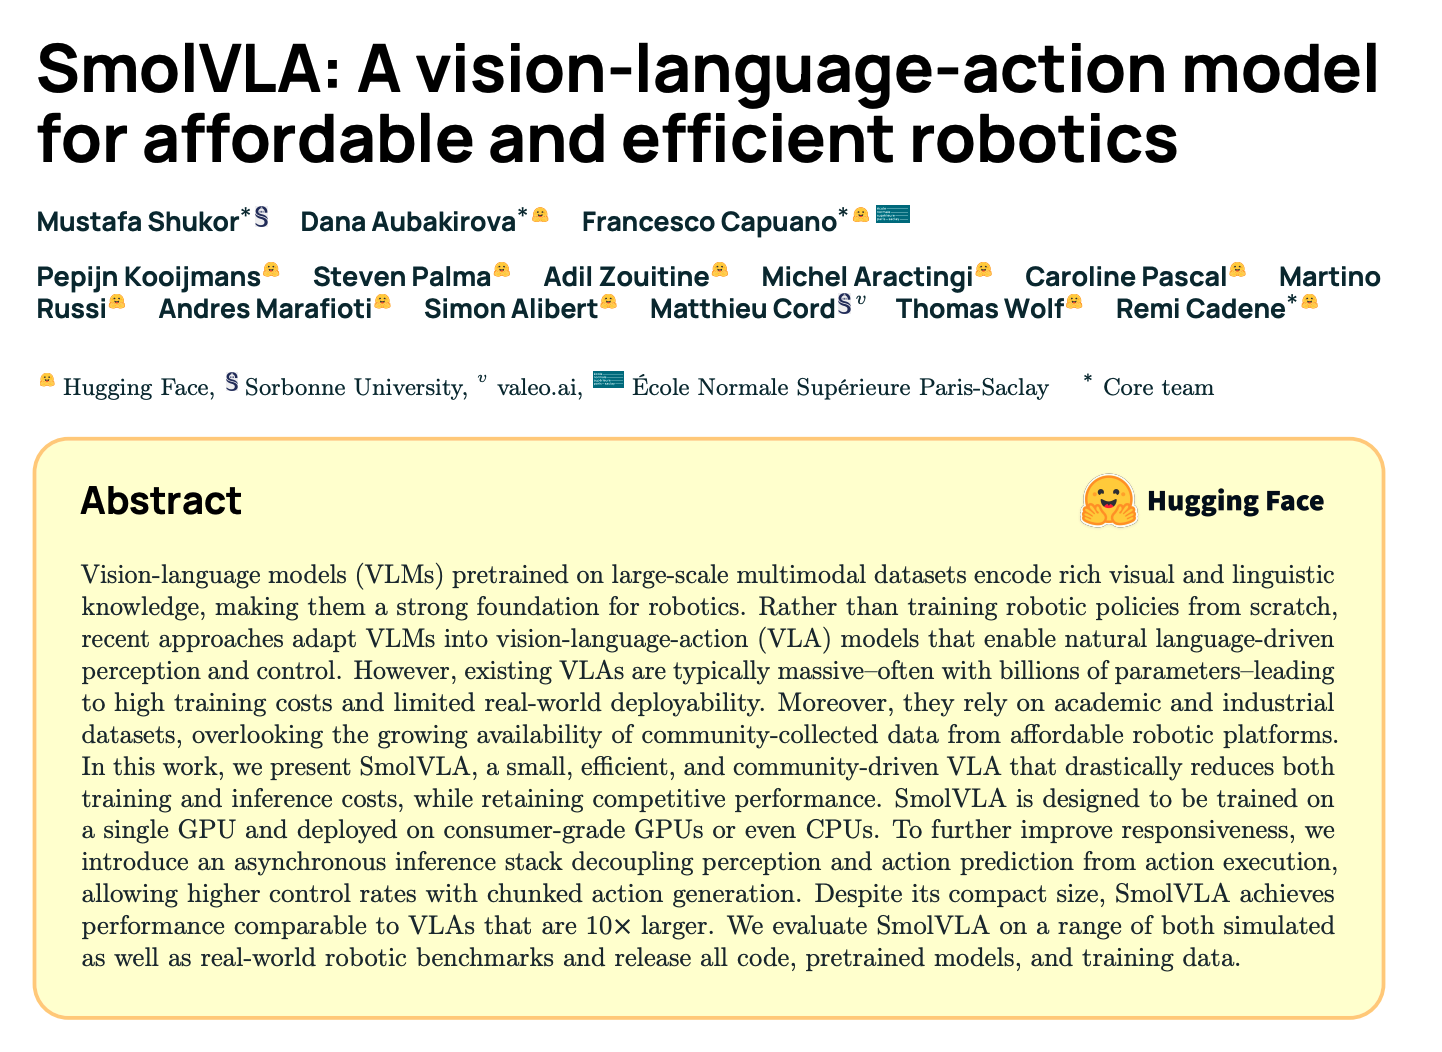 SmolVLA: A vision-language-action model
for affordable and efficient robotics
Mustafa Shukor* Dana Aubakirova* Francesco Capuano*
Pepijn Kooijmans Steven Palma Adil Zouitine Michel Aractingi Caroline Pascal Martino
Russi Andres Marafioti Simon Alibert Matthieu Cord v Thomas Wolf Remi Cadene*
Hugging Face, S Sorbonne University, v valeo.ai, École Normale Supérieure Paris-Saclay * Core team
Abstract
Hugging Face
Vision-language models (VLMs) pretrained on large-scale multimodal datasets encode rich visual and linguistic
knowledge, making them a strong foundation for robotics. Rather than training robotic policies from scratch,
recent approaches adapt VLMs into vision-language-action (VLA) models that enable natural language-driven
perception and control. However, existing VLAs are typically massive–often with billions of parameters–leading
to high training costs and limited real-world deployability. Moreover, they rely on academic and industrial
datasets, overlooking the growing availability of community-collected data from affordable robotic platforms.
In this work, we present SmolVLA, a small, efficient, and community-driven VLA that drastically reduces both
training and inference costs, while retaining competitive performance. SmolVLA is designed to be trained on
a single GPU and deployed on consumer-grade GPUs or even CPUs. To further improve responsiveness, we
introduce an asynchronous inference stack decoupling perception and action prediction from action execution,
allowing higher control rates with chunked action generation. Despite its compact size, SmolVLA achieves
performance comparable to VLAs that are 10× larger. We evaluate SmolVLA on a range of both simulated
as well as real-world robotic benchmarks and release all code, pretrained models, and training data.